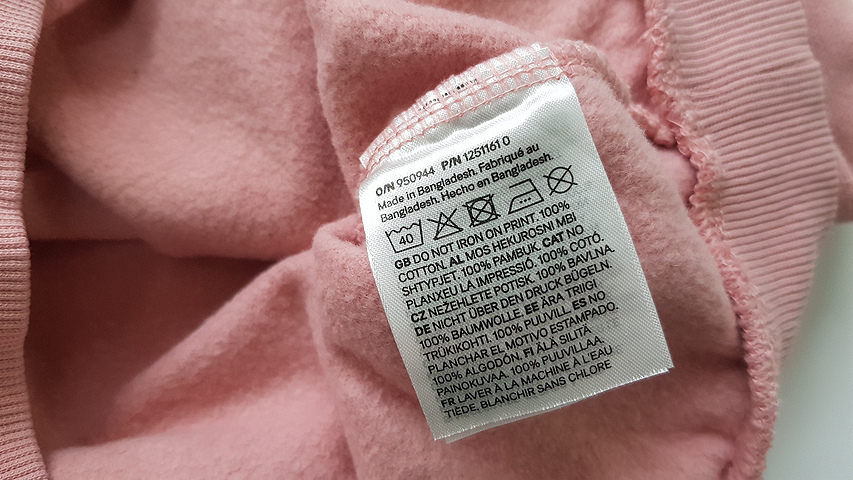 O/N 950944 P/N 1251161 0
Made in Bangladesh. Fabriqué au
Bangladesh. Hecho en Bangladesh.
40
GB DO NOT IRON ON PRINT. 100%
COTTON. AL MOS HEKUROSNI MBI
SHTYPJET. 100% PAMBUK. CAT NO
PLANXEU LA IMPRESSIÓ. 100% COTÓ.
CZ NEŽEHLETE POTISK. 100% BAVLNA.
DE NICHT ÜBER DEN DRUCK BÜGELN.
100% BAUMWOLLE. EE ÄRA TRIIGI
TRÜKIKOHTI. 100% PUUVILL. ES NO
PLANCHAR EL MOTIVO ESTAMPADO.
100% ALGODÓN. FI ÄLÄ SILITÄ
PAINOKUVAA. 100% PUUVILLAA.
FR LAVER À LA MACHINE À L'EAU
TIÈDE, BLANCHIR SANS CHLORE